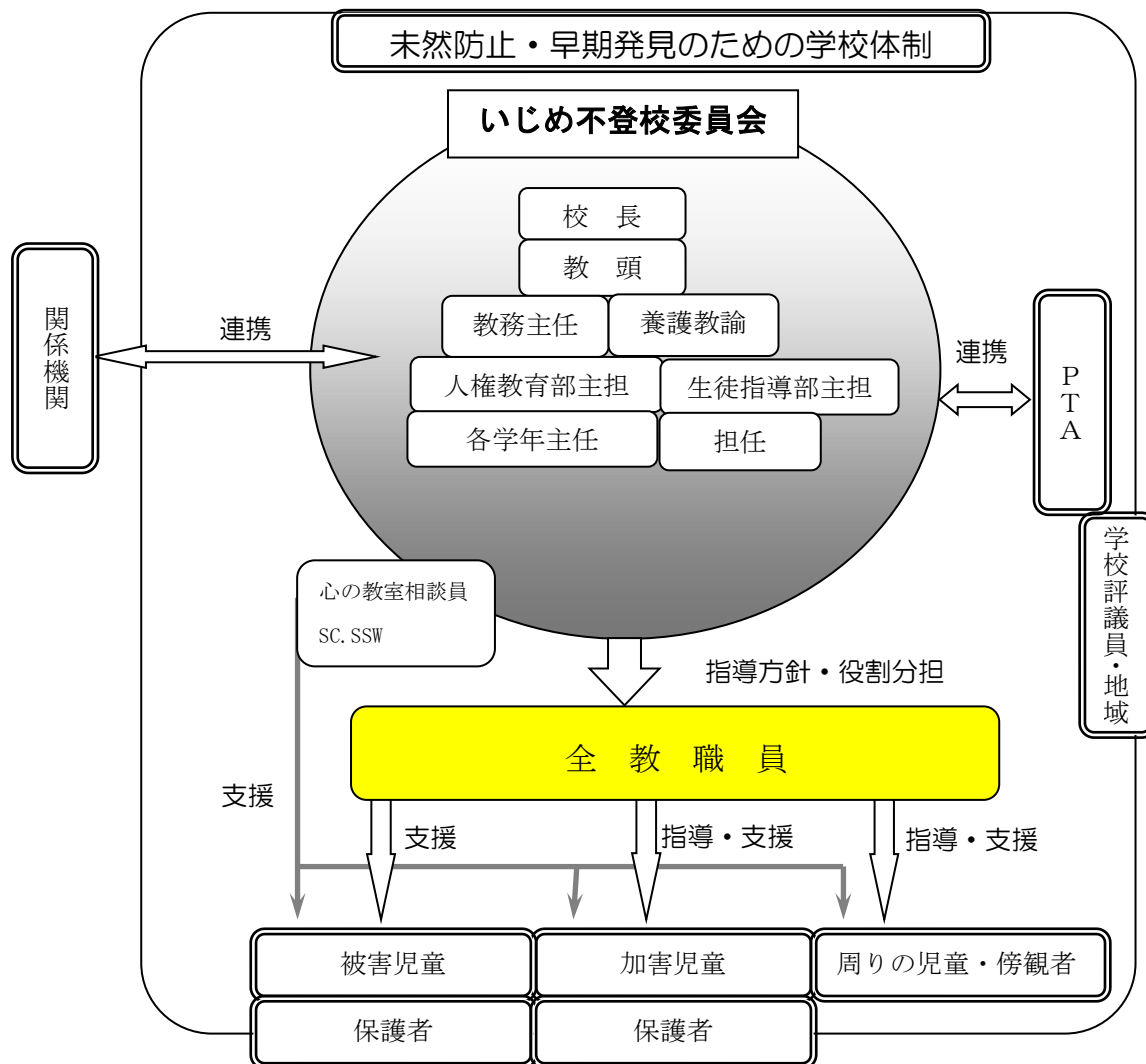 未然防止・早期発見のための学校体制
いじめ不登校委員会
校　長
教　頭
教務主任
養護教諭
人権教育部主担
生徒指導部主担
各学年主任
担任
関係機関
連携
連携
ＰＴＡ
学校評議員・地域
心の教室相談員
SC.SSW
指導方針・役割分担
全　教　職　員
支援
支援
指導・支援
指導・支援
被害児童
加害児童
周りの児童・傍観者
保護者
保護者